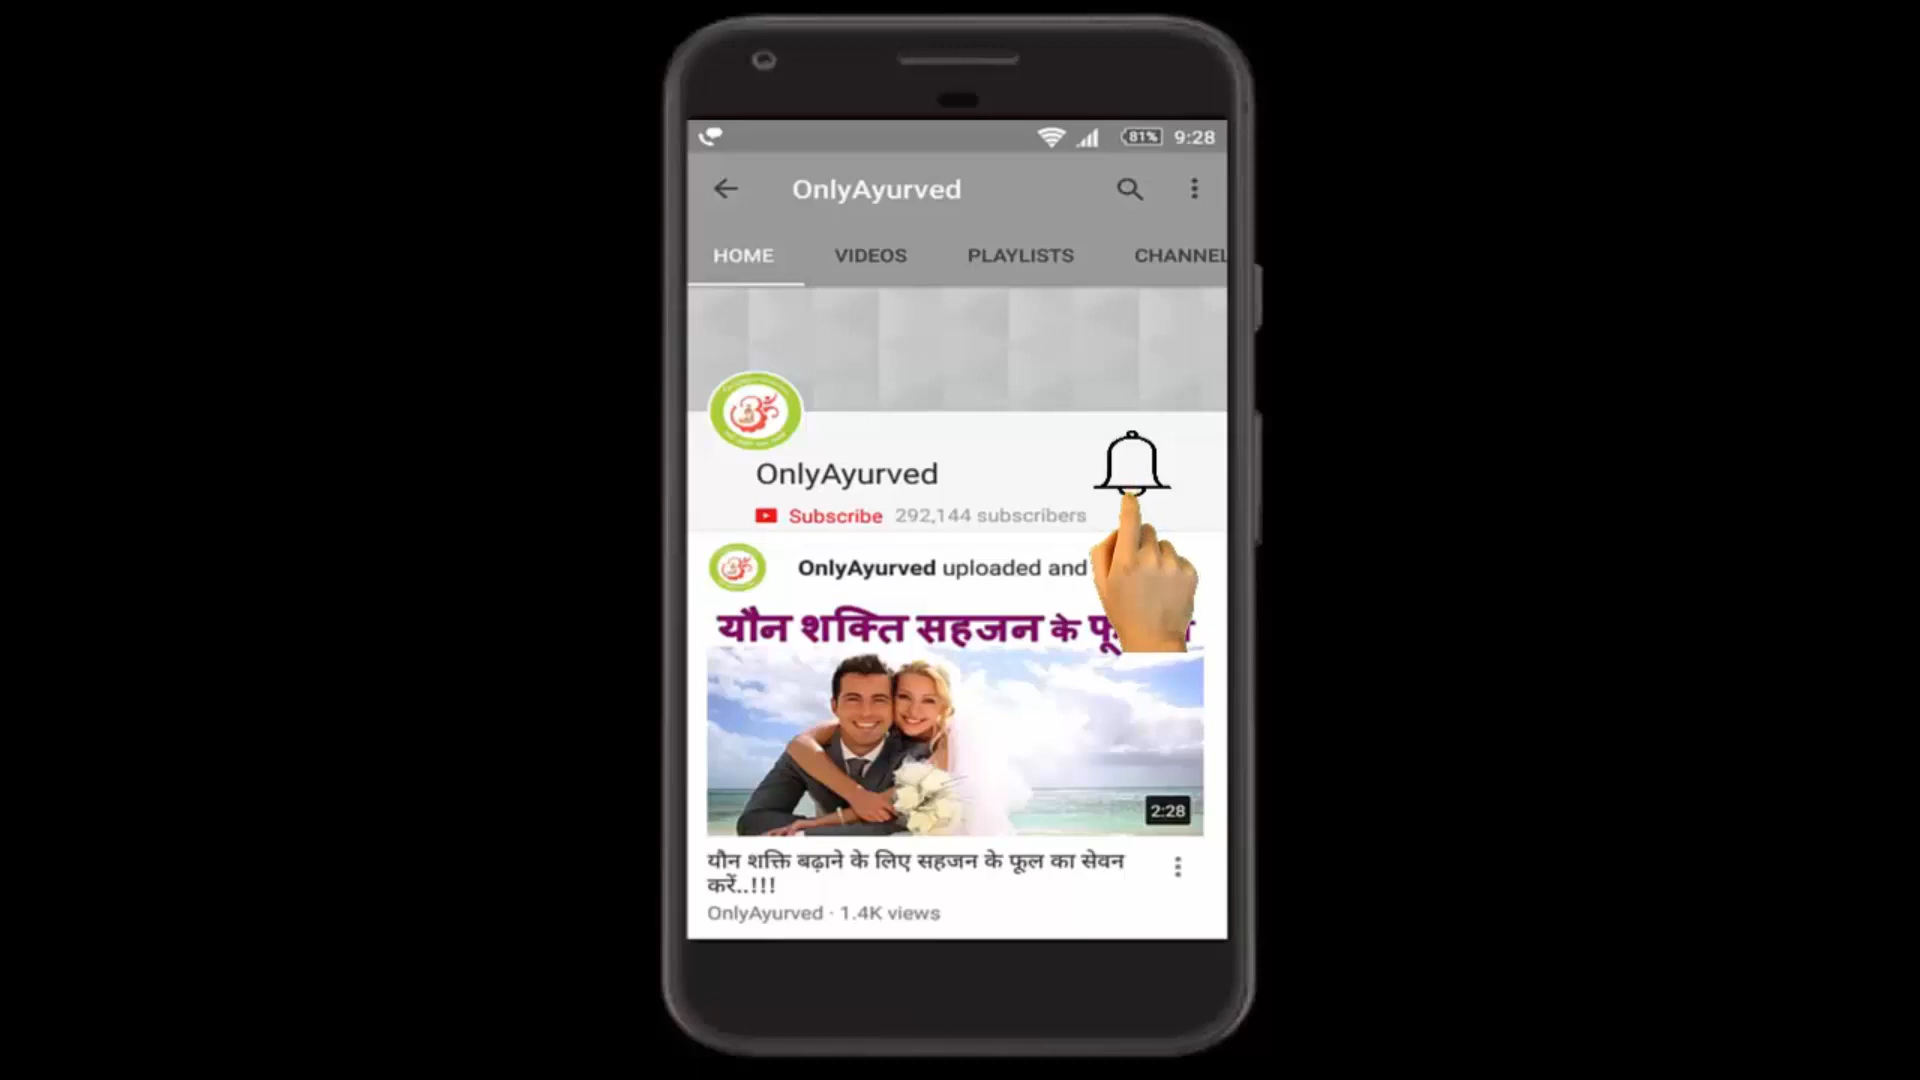 81% 9:28
OnlyAyurved
HOME VIDEOS PLAYLISTS CHANNEL
OnlyAyurved
Subscribe 292,144 subscribers
OnlyAyurved uploaded and
यौन शक्ति सहजन के
2:28
यौन शक्ति बढ़ाने के लिए सहजन के फूल का सेवन
करें..!!!
OnlyAyurved · 1.4K views